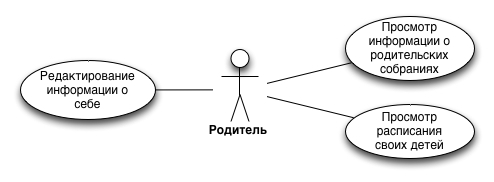 Редактирование
информации о
себе
Родитель
Просмотр
информации о
родительских
собраниях
Просмотр
расписания
своих детей